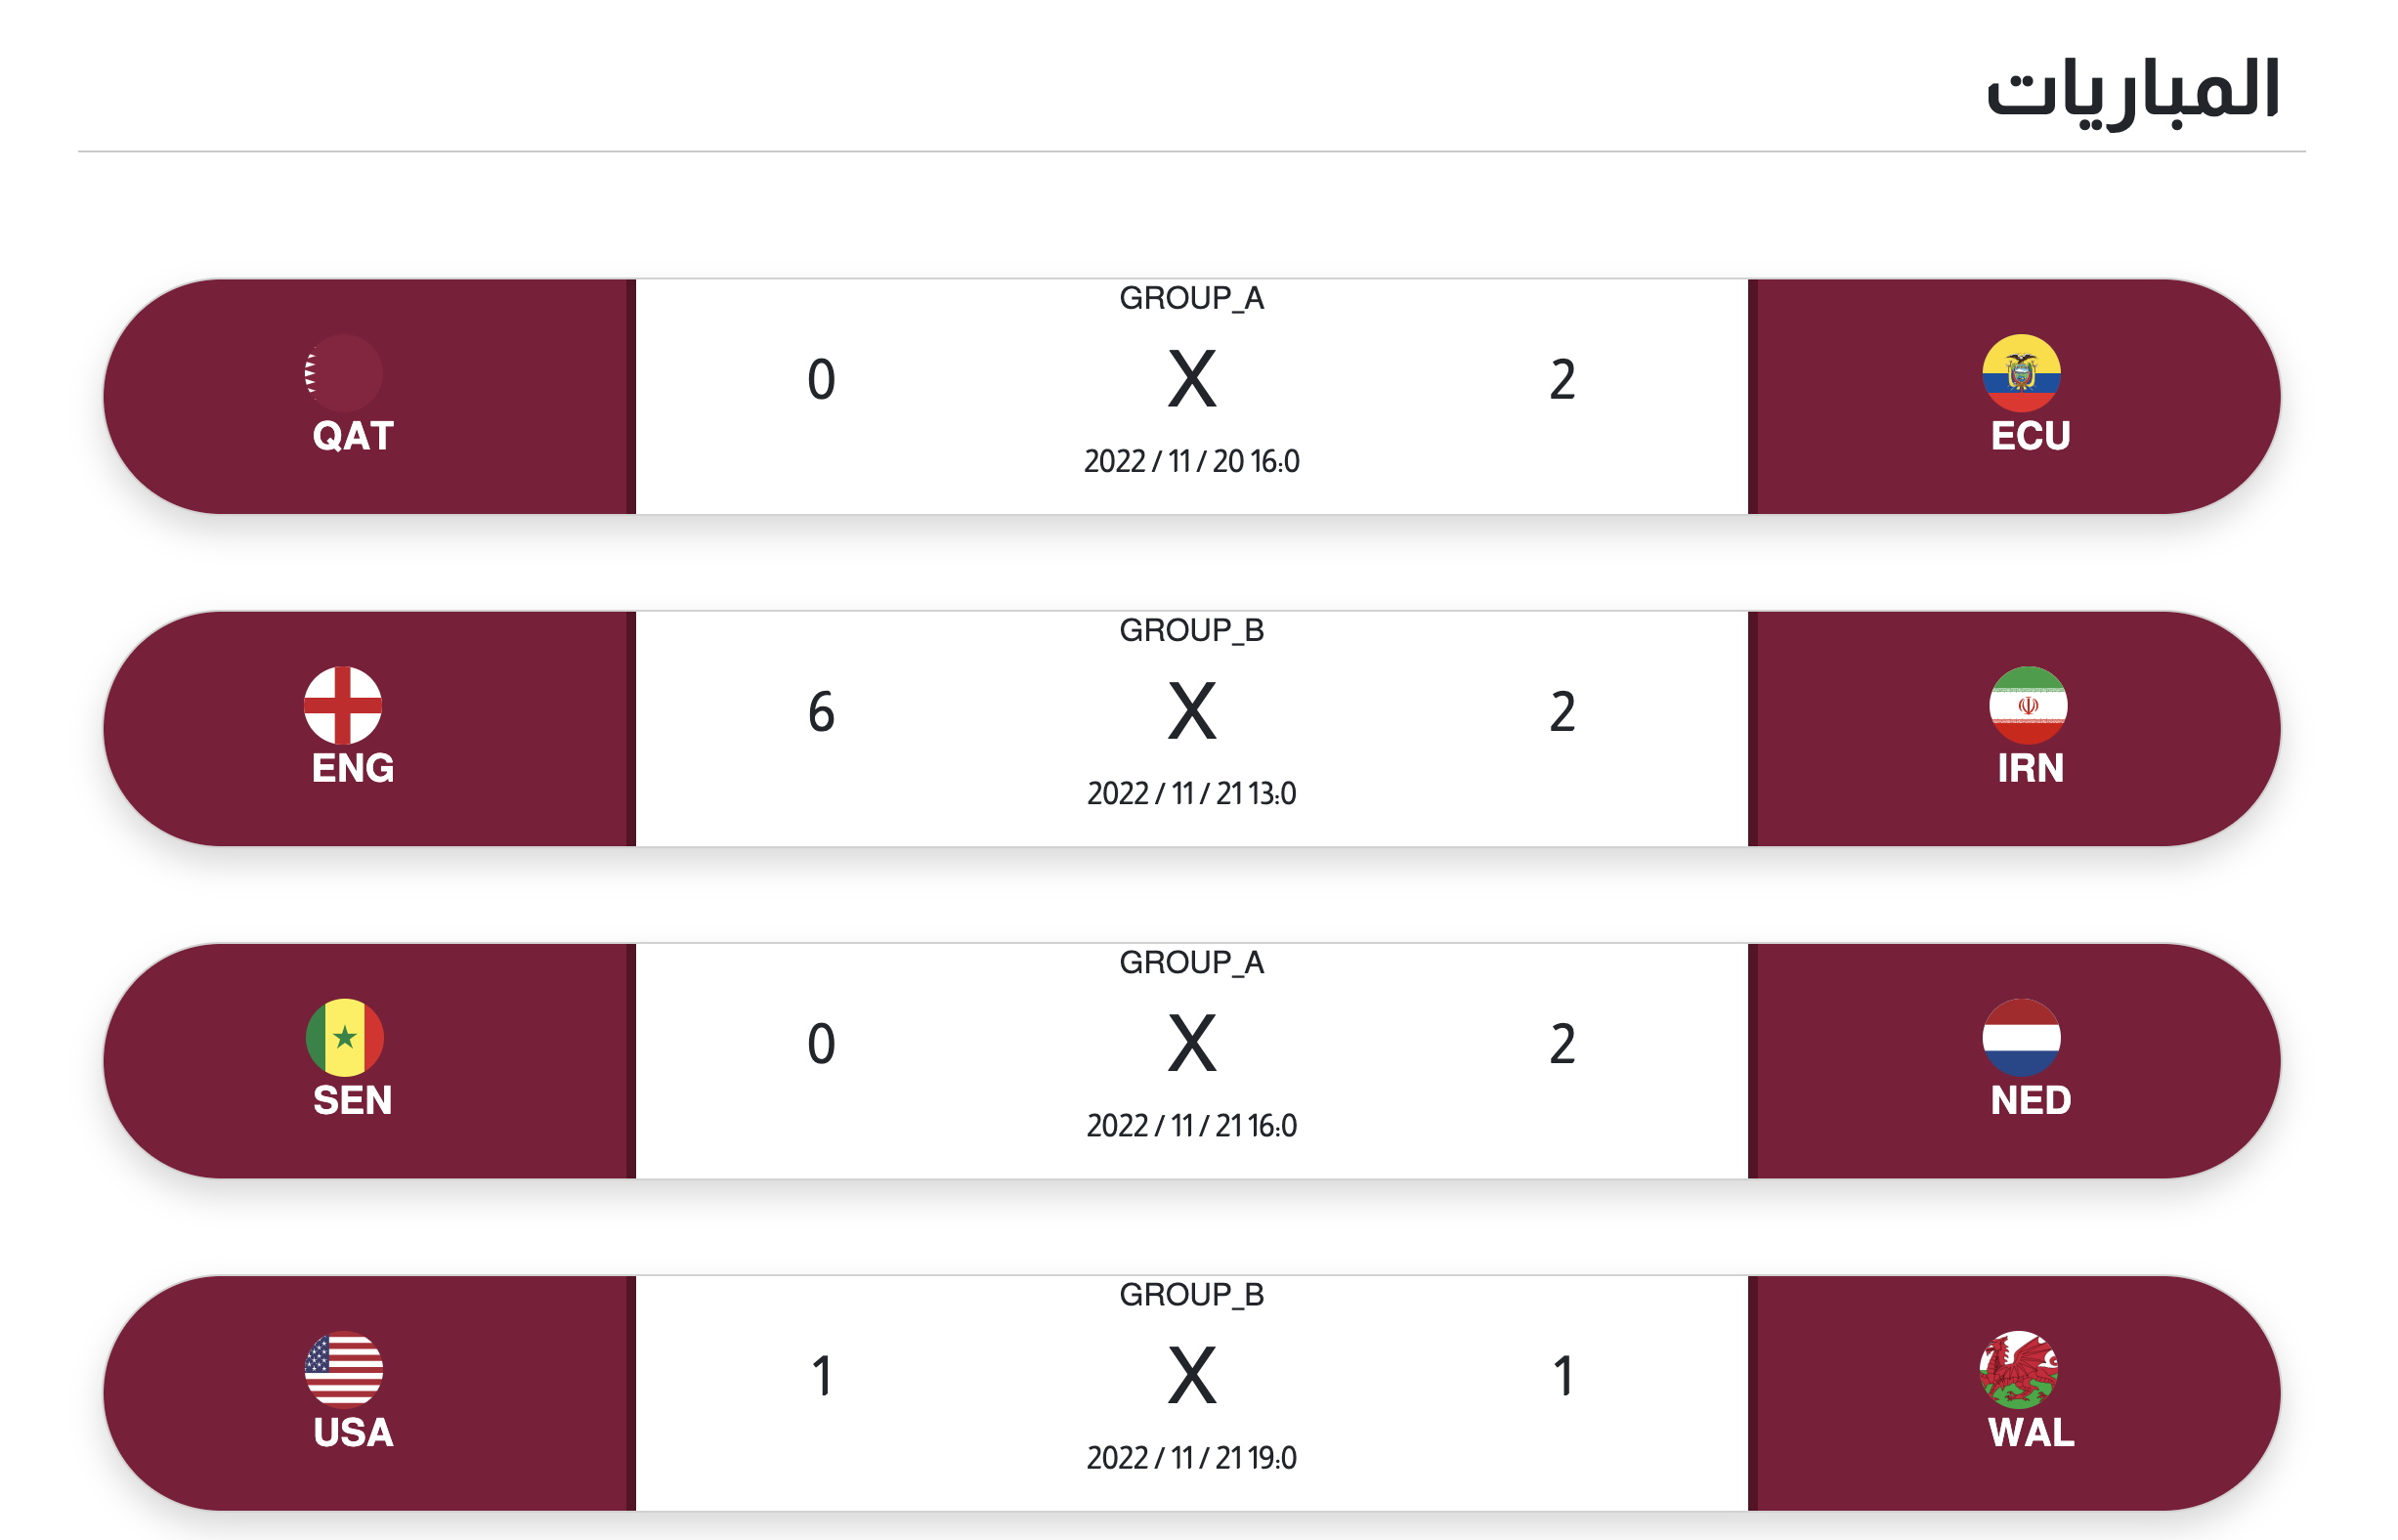 المباريات
GROUP_A
QAT
0
X
2
ECU
2022 / 11 / 20 16:0
GROUP_B
ENG
6
X
2
IRN
2022 / 11 / 21 13:0
GROUP_A
SEN
0
X
2
NED
2022 / 11 / 21 16:0
GROUP_B
USA
1
X
1
WAL
2022 / 11 / 21 19:0